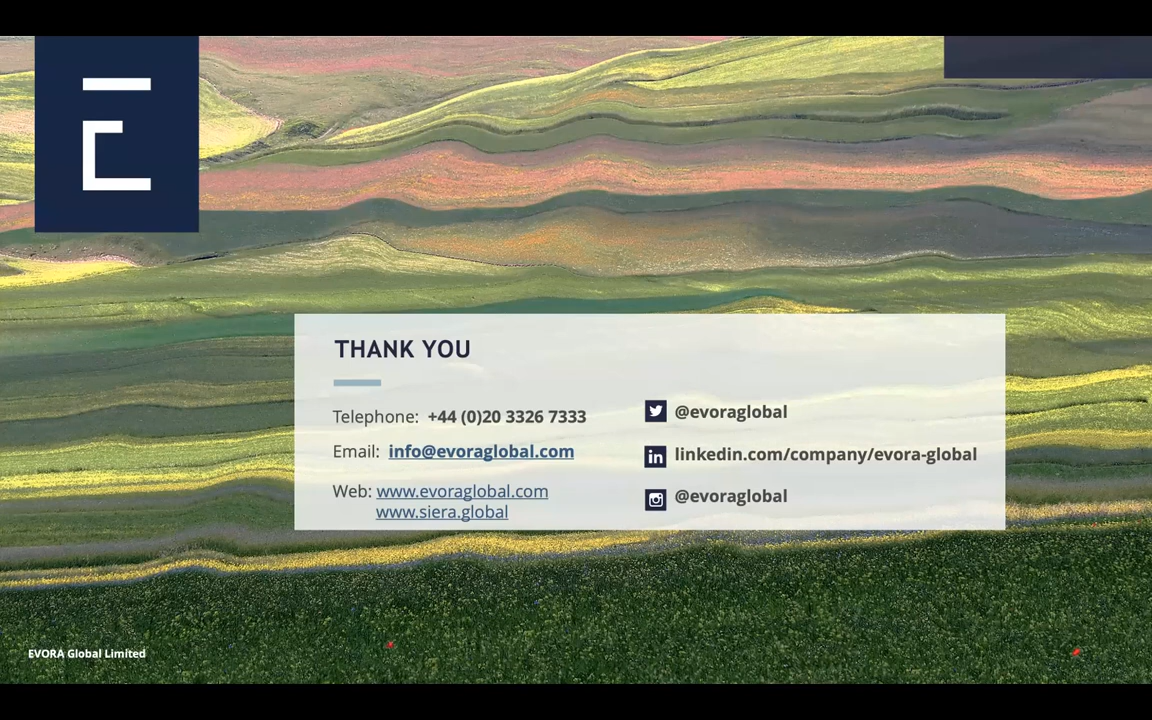 THANK YOU
Telephone: +44 (0)20 3326 7333
Email: info@evoraglobal.com
Web: www.evoraglobal.com
www.siera.global
@evoraglobal
linkedin.com/company/evora-global
@evoraglobal
EVORA Global Limited